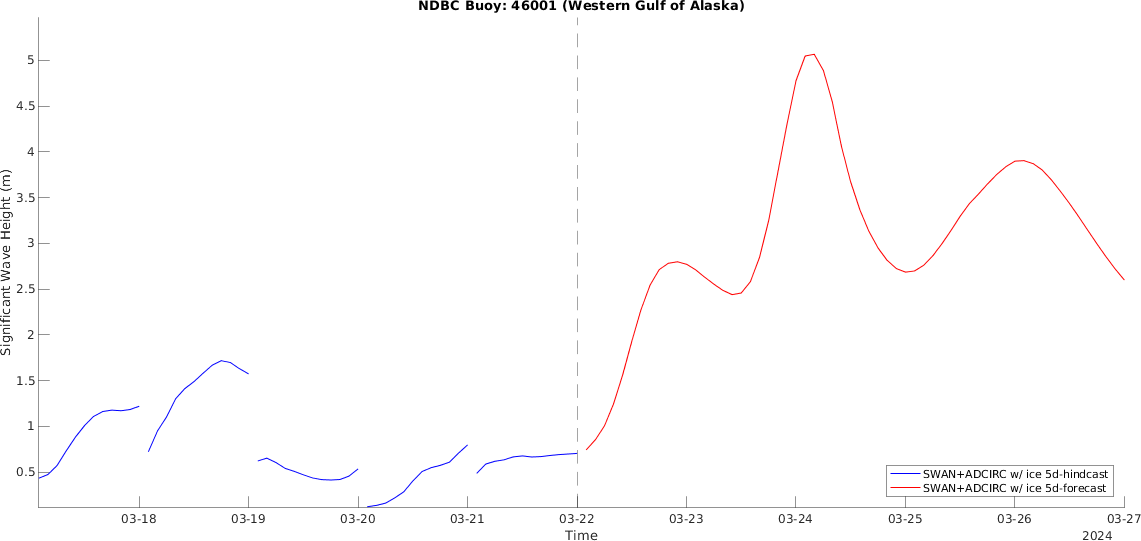 NDBC Buoy: 46001 (Western Gulf of Alaska)
Significant Wave Height (m)
5
4.5
4
3.5
3
2.5
2
1.5
1
0.5
SWAN+ADCIRC w/ ice 5d-hindcast
SWAN+ADCIRC w/ ice 5d-forecast
03-18 03-19 03-20 03-21 03-22 03-23 03-24 03-25 03-26 03-27
Time
2024